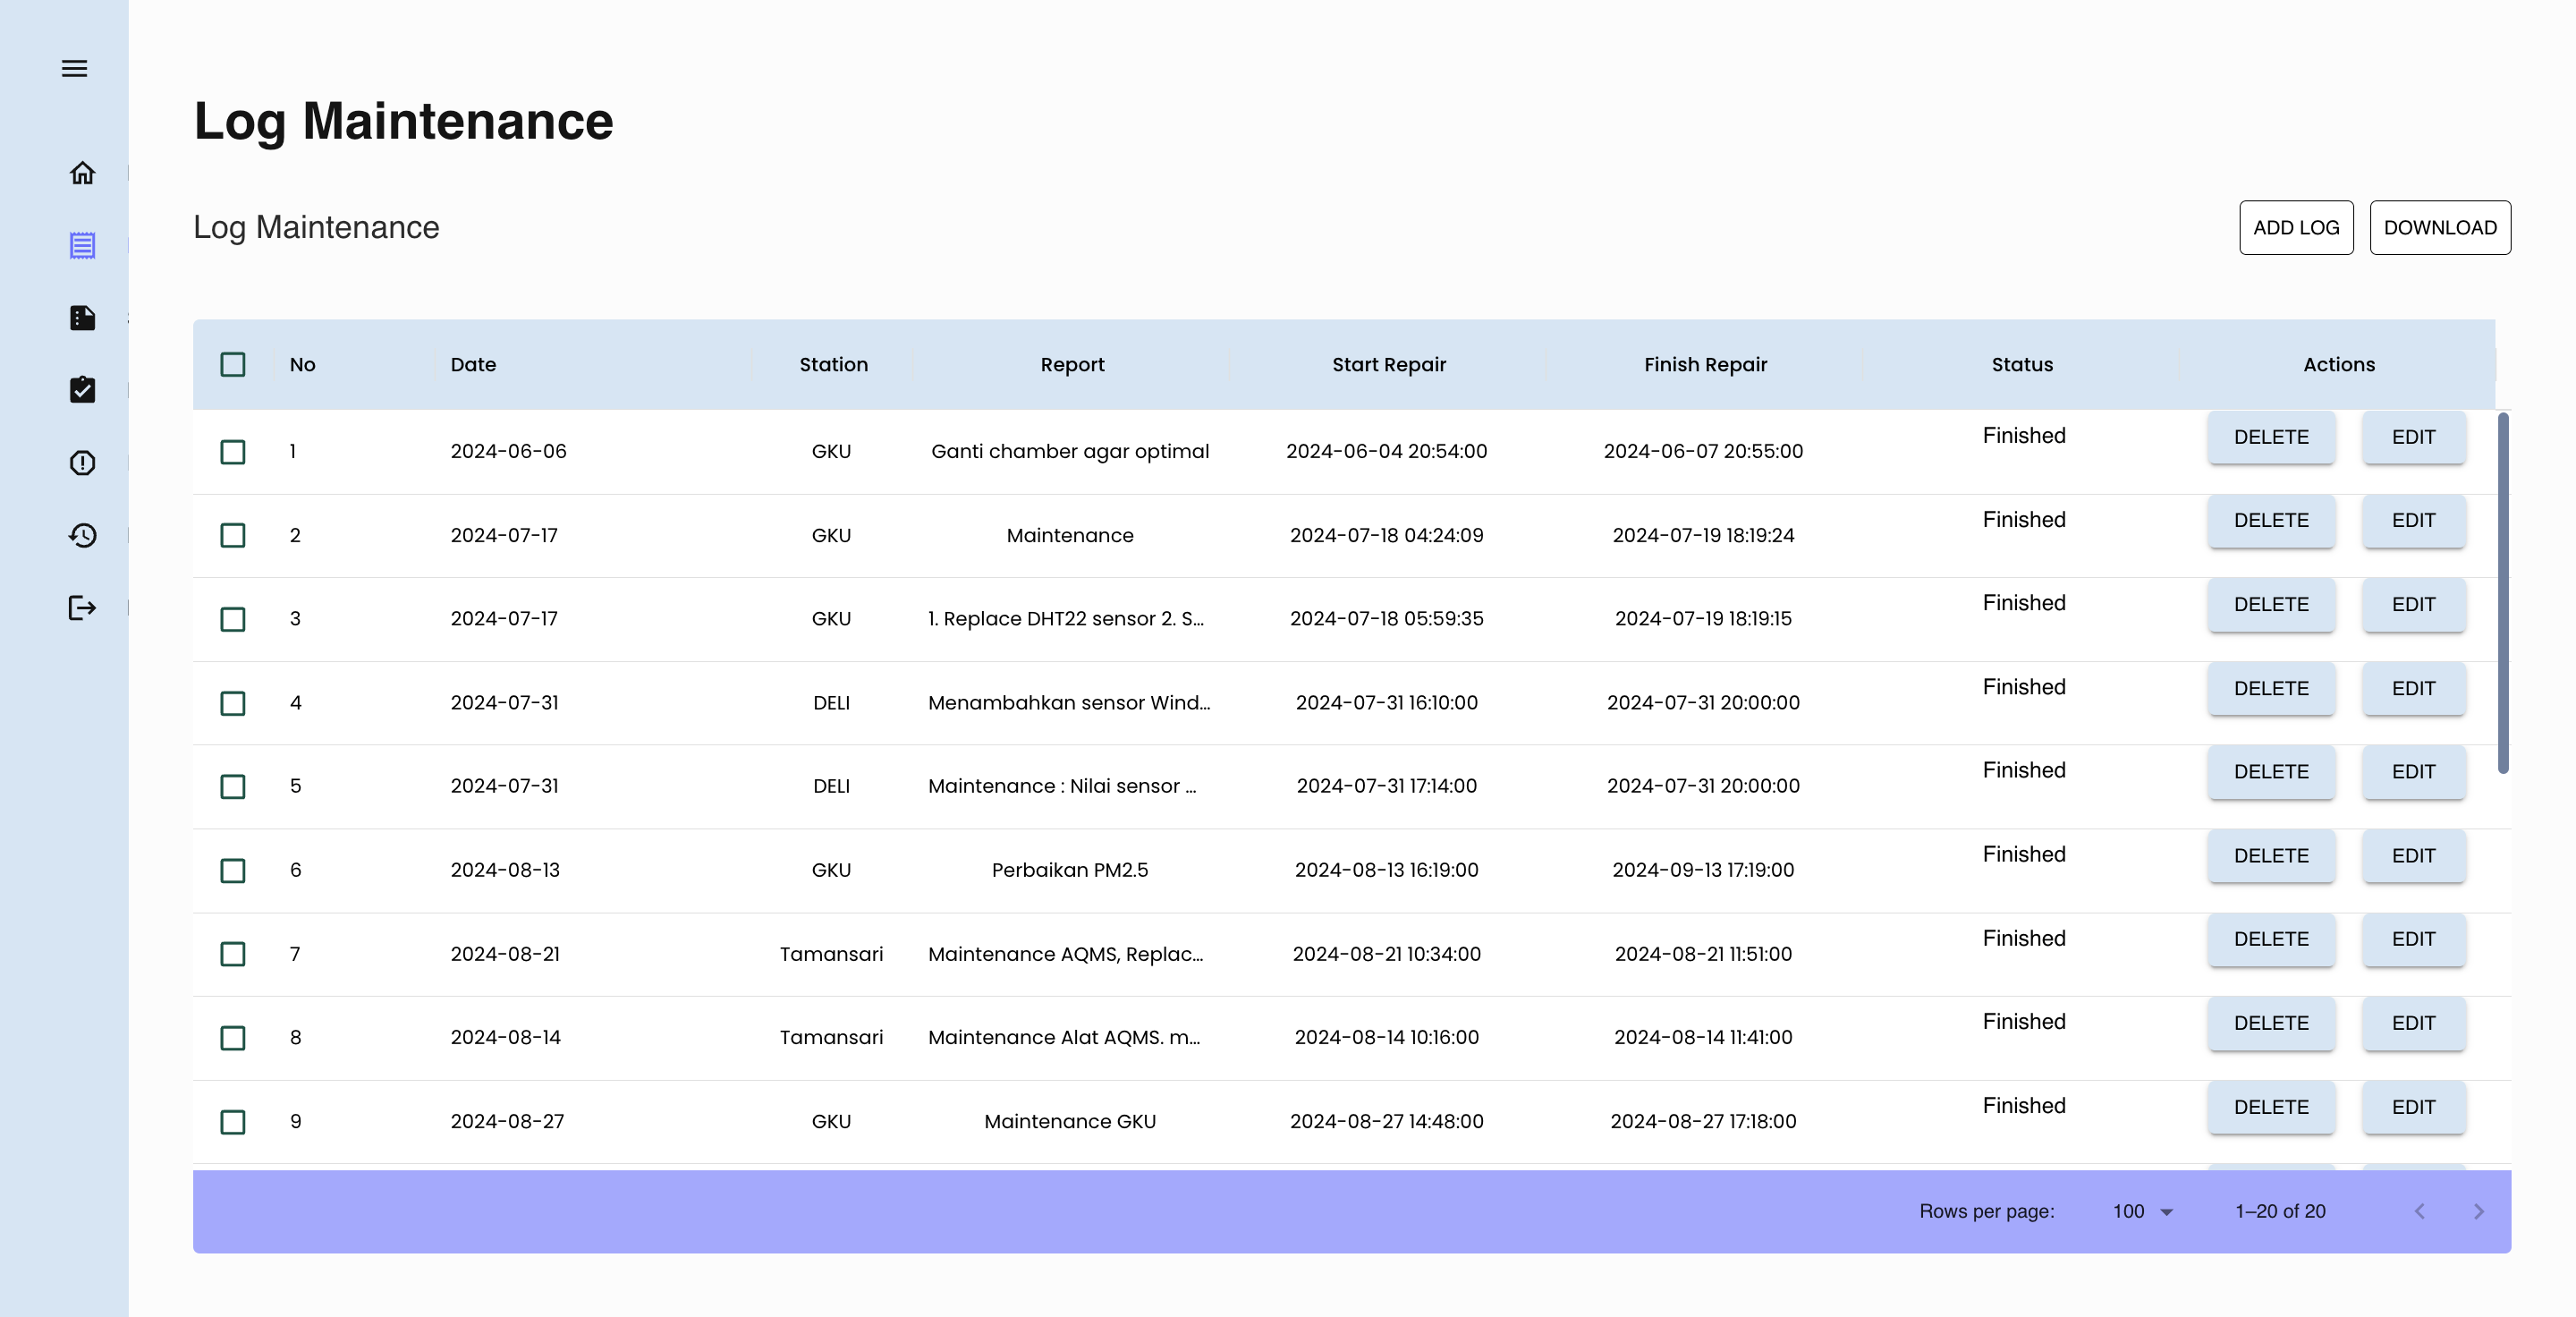 Log Maintenance
Log Maintenance
ADD LOG DOWNLOAD
No Date Station Report Start Repair Finish Repair Status Actions
1 2024-06-06 GKU Ganti chamber agar optimal 2024-06-04 20:54:00 2024-06-07 20:55:00 Finished DELETE EDIT
2 2024-07-17 GKU Maintenance 2024-07-18 04:24:09 2024-07-19 18:19:24 Finished DELETE EDIT
3 2024-07-17 GKU 1. Replace DHT22 sensor 2. S... 2024-07-18 05:59:35 2024-07-19 18:19:15 Finished DELETE EDIT
4 2024-07-31 DELI Menambahkan sensor Wind... 2024-07-31 16:10:00 2024-07-31 20:00:00 Finished DELETE EDIT
5 2024-07-31 DELI Maintenance : Nilai sensor ... 2024-07-31 17:14:00 2024-07-31 20:00:00 Finished DELETE EDIT
6 2024-08-13 GKU Perbaikan PM2.5 2024-08-13 16:19:00 2024-09-13 17:19:00 Finished DELETE EDIT
7 2024-08-21 Tamansari Maintenance AQMS, Replac... 2024-08-21 10:34:00 2024-08-21 11:51:00 Finished DELETE EDIT
8 2024-08-14 Tamansari Maintenance Alat AQMS. m... 2024-08-14 10:16:00 2024-08-14 11:41:00 Finished DELETE EDIT
9 2024-08-27 GKU Maintenance GKU 2024-08-27 14:48:00 2024-08-27 17:18:00 Finished DELETE EDIT
Rows per page: 100 1–20 of 20